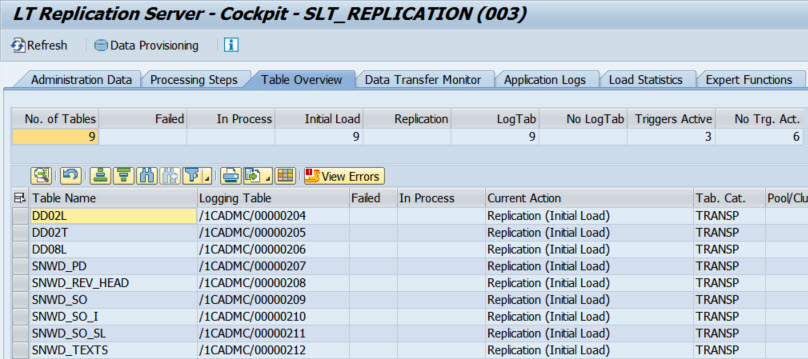 LT Replication Server - Cockpit - SLT_REPLICATION (003)
Refresh Data Provisioning
Administration Data Processing Steps Table Overview Data Transfer Monitor Application Logs Load Statistics Expert Functions
No. of Tables Failed In Process Initial Load Replication LogTab No LogTab Triggers Active No Trg. Act.
9 9 9 3 6
View Errors
Table Name Logging Table Failed In Process Current Action Tab. Cat. Pool/Clu
DD02L /1CADMC/00000204 Replication (Initial Load) TRANSP
DD02T /1CADMC/00000205 Replication (Initial Load) TRANSP
DD08L /1CADMC/00000206 Replication (Initial Load) TRANSP
SNWD_PD /1CADMC/00000207 Replication (Initial Load) TRANSP
SNWD_REV_HEAD /1CADMC/00000208 Replication (Initial Load) TRANSP
SNWD_SO /1CADMC/00000209 Replication (Initial Load) TRANSP
SNWD_SO_I /1CADMC/00000210 Replication (Initial Load) TRANSP
SNWD_SO_SL /1CADMC/00000211 Replication (Initial Load) TRANSP
SNWD_TEXTS /1CADMC/00000212 Replication (Initial Load) TRANSP